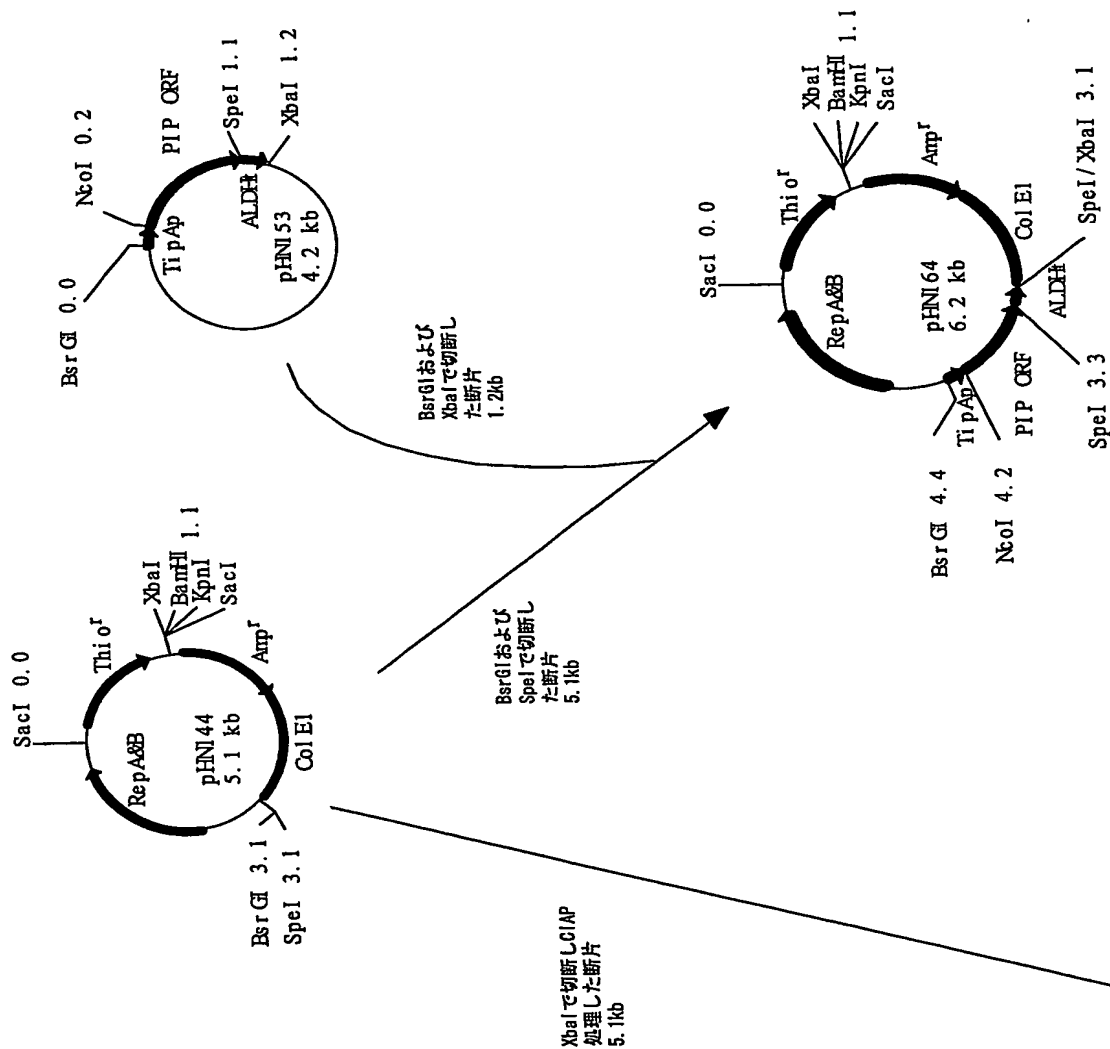 BsrGI 0.0
NcoI 0.2
TipAp
PIP ORF
SpeI 1.1
ALDHt
XbaI 1.2
pHN153
4.2 kb
BsrGIおよび
XbaIで切断し
た断片
1.2kb
SacI 0.0
Thio^r
XbaI
BamHI 1.1
KpnI
SacI
Amp^r
RepA&B
pHN144
5.1 kb
ColE1
BsrGI 3.1
SpeI 3.1
BsrGIおよび
SpeIで切断し
た断片
5.1kb
XbaIで切断しCIAP
処理した断片
5.1kb
SacI 0.0
Thio^r
XbaI
BamHI 1.1
KpnI
SacI
Amp^r
RepA&B
pHN164
6.2 kb
ColE1
SpeI/XbaI 3.1
ALDHt
SpeI 3.3
PIP ORF
NcoI 4.2
TipAp
BsrGI 4.4